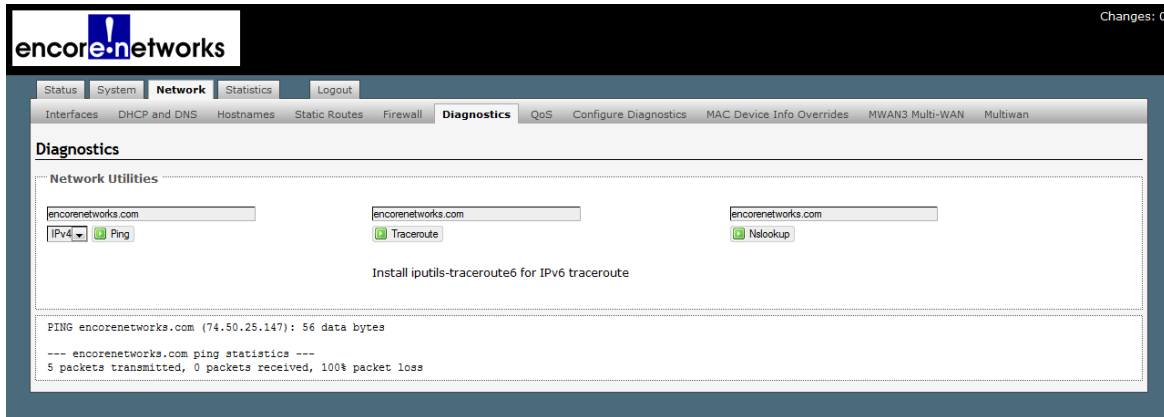 Changes: 0
encore!networks
Status System Network Statistics Logout
Interfaces DHCP and DNS Hostnames Static Routes Firewall Diagnostics QoS Configure Diagnostics MAC Device Info Overrides MWAN3 Multi-WAN Multiwan
Diagnostics
Network Utilities
encorenetworks.com encorenetworks.com encorenetworks.com
IPv4 Ping Traceroute Nslookup
Install iputils-traceroute6 for IPv6 traceroute
PING encorenetworks.com (74.50.25.147): 56 data bytes
--- encorenetworks.com ping statistics ---
5 packets transmitted, 0 packets received, 100% packet loss